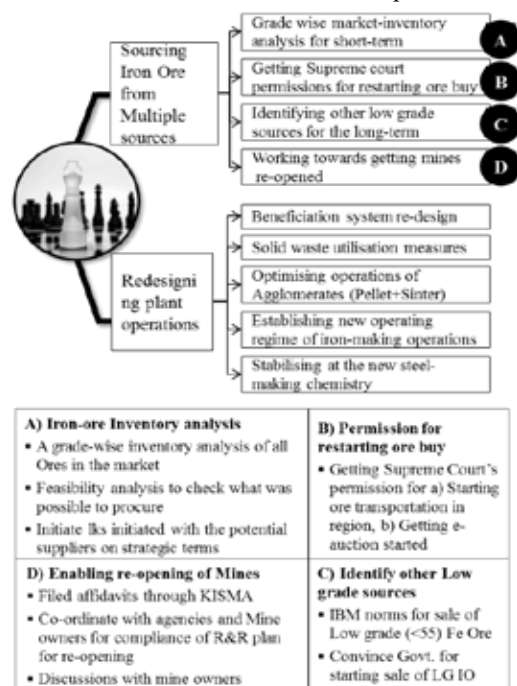 Sourcing
Iron Ore
from
Multiple
sources
Grade wise market-inventory
analysis for short-term
A
Getting Supreme court
permissions for restarting ore buy
B
Identifying other low grade
sources for the long-term
C
Working towards getting mines
re-opened
D
Redesigni
ng plant
operations
Beneficiation system re-design
Solid waste utilisation measures
Optimising operations of
Agglomerates (Pellet+Sinter)
Establishing new operating
regime of iron-making operations
Stabilising at the new steel-
making chemistry
A) Iron-ore Inventory analysis
▪ A grade-wise inventory analysis of all
Ores in the market
▪ Feasibility analysis to check what was
possible to procure
▪ Initiate lks initiated with the potential
suppliers on strategic terms
B) Permission for
restarting ore buy
▪ Getting Supreme Court's
permission for a) Starting
ore transportation in
region, b) Getting e-
auction started
D) Enabling re-opening of Mines
▪ Filed affidavits through KISMA
▪ Co-ordinate with agencies and Mine
owners for compliance of R&R plan
for re-opening
▪ Discussions with mine owners
C) Identify other Low
grade sources
▪ IBM norms for sale of
Low grade (<55) Fe Ore
▪ Convince Govt. for
starting sale of LG IO